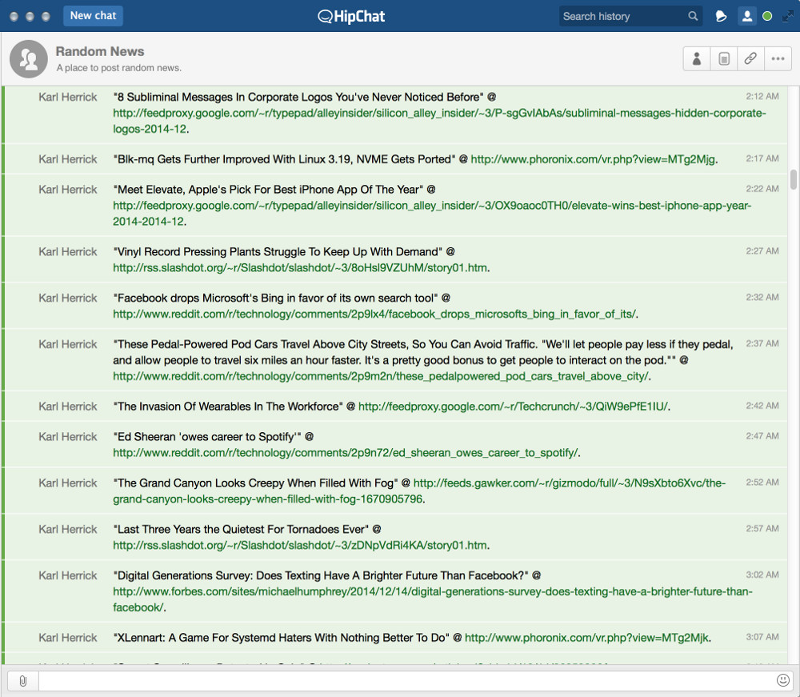 New chat
HipChat
Search history
Random News
A place to post random news.
Karl Herrick
"8 Subliminal Messages In Corporate Logos You've Never Noticed Before" @
2:12 AM
http://feedproxy.google.com/~r/typepad/alleyinsider/silicon_alley_insider/~3/P-sgGvIAbAs/subliminal-messages-hidden-corporate-
logos-2014-12.
Karl Herrick
"Blk-mq Gets Further Improved With Linux 3.19, NVME Gets Ported" @ http://www.phoronix.com/vr.php?view=MTg2Mjg.
2:17 AM
Karl Herrick
"Meet Elevate, Apple's Pick For Best iPhone App Of The Year" @
2:22 AM
http://feedproxy.google.com/~r/typepad/alleyinsider/silicon_alley_insider/~3/OX9oaoc0TH0/elevate-wins-best-iphone-app-year-
2014-2014-12.
Karl Herrick
"Vinyl Record Pressing Plants Struggle To Keep Up With Demand" @
2:27 AM
http://rss.slashdot.org/~r/Slashdot/slashdot/~3/8oHsl9VZUhM/story01.htm.
Karl Herrick
"Facebook drops Microsoft's Bing in favor of its own search tool" @
2:32 AM
http://www.reddit.com/r/technology/comments/2p9lx4/facebook_drops_microsofts_bing_in_favor_of_its/.
Karl Herrick
"These Pedal-Powered Pod Cars Travel Above City Streets, So You Can Avoid Traffic. "We'll let people pay less if they pedal,
2:37 AM
and allow people to travel six miles an hour faster. It's a pretty good bonus to get people to interact on the pod."" @
http://www.reddit.com/r/technology/comments/2p9m2n/these_pedalpowered_pod_cars_travel_above_city/.
Karl Herrick
"The Invasion Of Wearables In The Workforce" @ http://feedproxy.google.com/~r/Techcrunch/~3/QiW9ePfE1IU/.
2:42 AM
Karl Herrick
"Ed Sheeran 'owes career to Spotify'" @
2:47 AM
http://www.reddit.com/r/technology/comments/2p9n72/ed_sheeran_owes_career_to_spotify/.
Karl Herrick
"The Grand Canyon Looks Creepy When Filled With Fog" @ http://feeds.gawker.com/~r/gizmodo/full/~3/N9sXbto6Xvc/the-
2:52 AM
grand-canyon-looks-creepy-when-filled-with-fog-1670905796.
Karl Herrick
"Last Three Years the Quietest For Tornadoes Ever" @
2:57 AM
http://rss.slashdot.org/~r/Slashdot/slashdot/~3/zDNpVdRi4KA/story01.htm.
Karl Herrick
"Digital Generations Survey: Does Texting Have A Brighter Future Than Facebook?" @
3:02 AM
http://www.forbes.com/sites/michaelhumphrey/2014/12/14/digital-generations-survey-does-texting-have-a-brighter-future-than-
facebook/.
Karl Herrick
"XLennart: A Game For Systemd Haters With Nothing Better To Do" @ http://www.phoronix.com/vr.php?view=MTg2Mjk.
3:07 AM